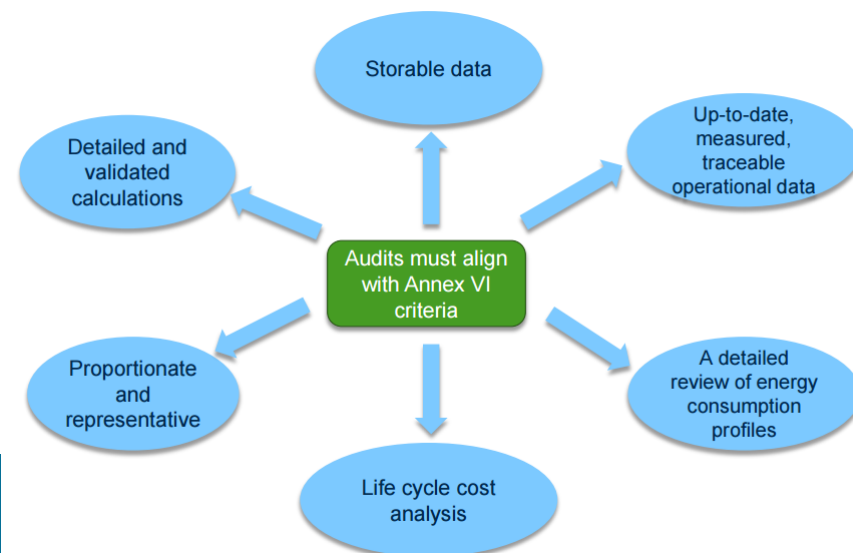 Storable data
Up-to-date,
measured,
traceable
operational data
Detailed and
validated
calculations
Audits must align
with Annex VI
criteria
Proportionate
and
representative
A detailed
review of energy
consumption
profiles
Life cycle cost
analysis